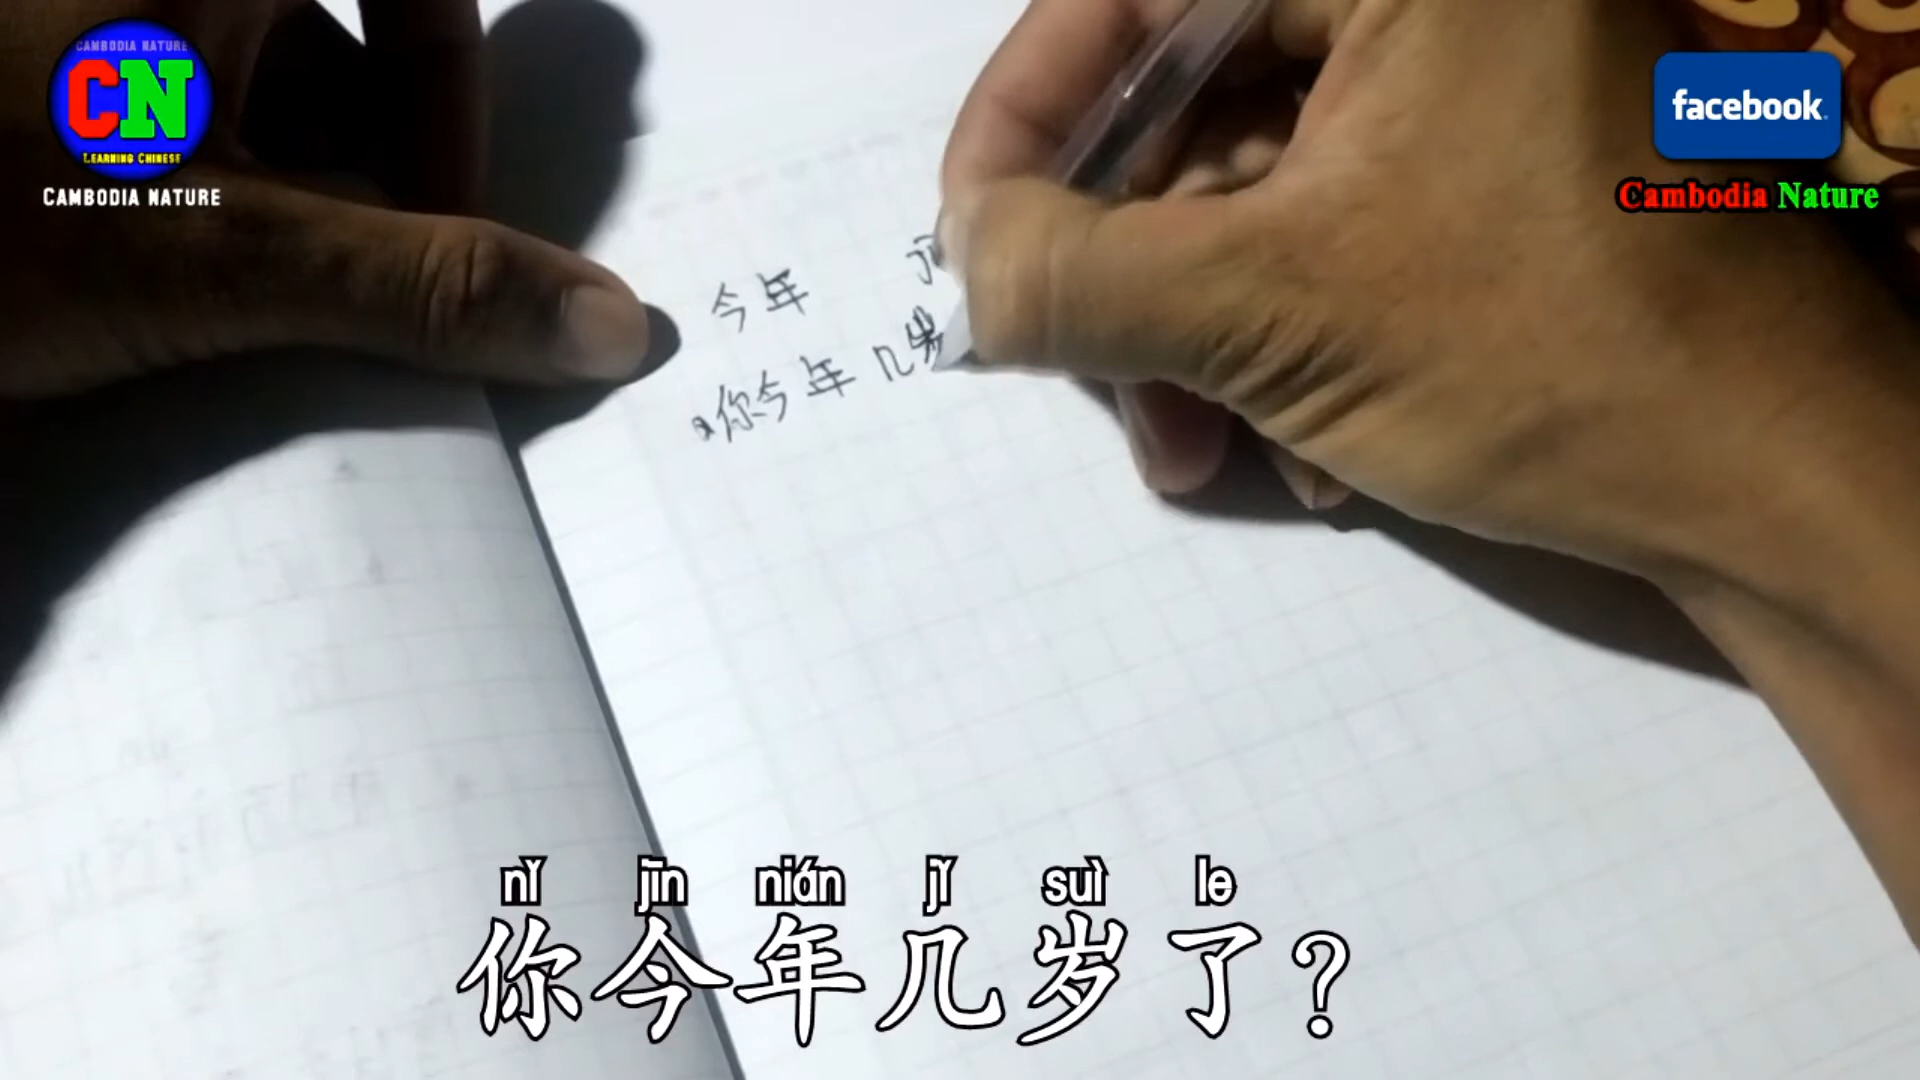 CAMBODIA NATURE
CN
LEARNING CHINESE
CAMBODIA NATURE
facebook
Cambodia Nature
今年
你今年几岁
nǐ jīn nián jǐ suì le
你今年几岁了?